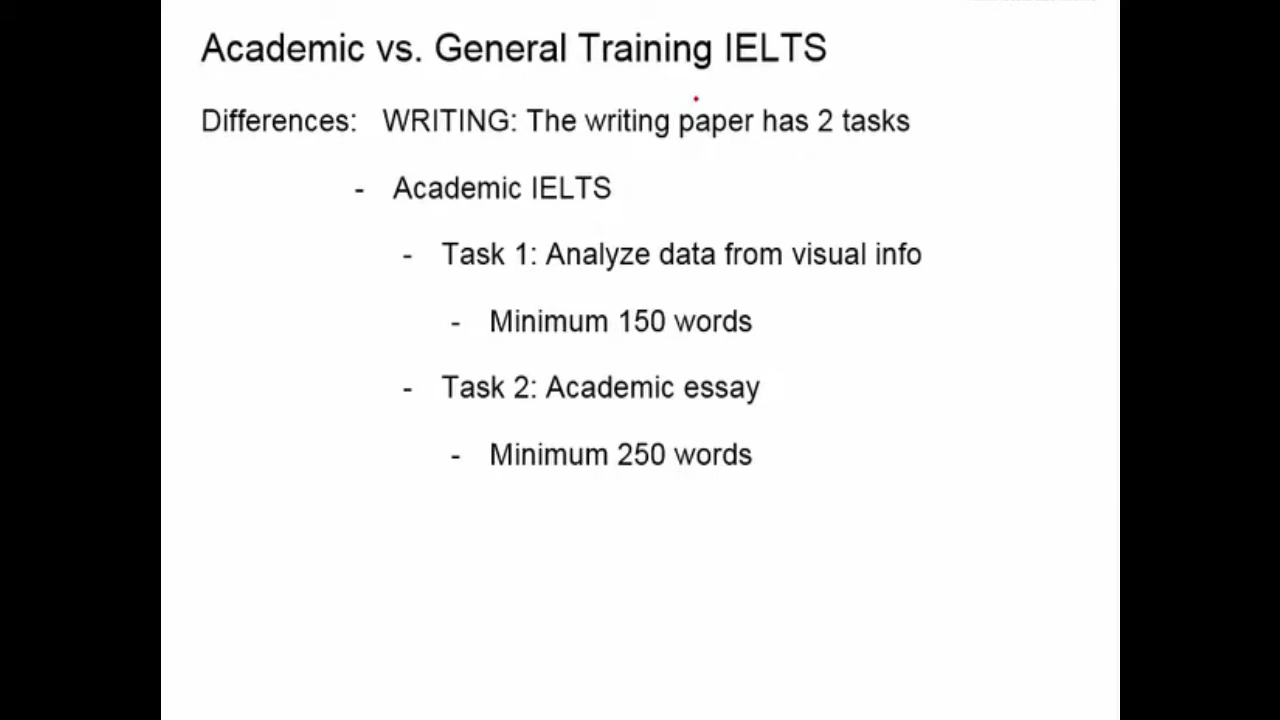 Academic vs. General Training IELTS
Differences: WRITING: The writing paper has 2 tasks
- Academic IELTS
- Task 1: Analyze data from visual info
- Minimum 150 words
- Task 2: Academic essay
- Minimum 250 words